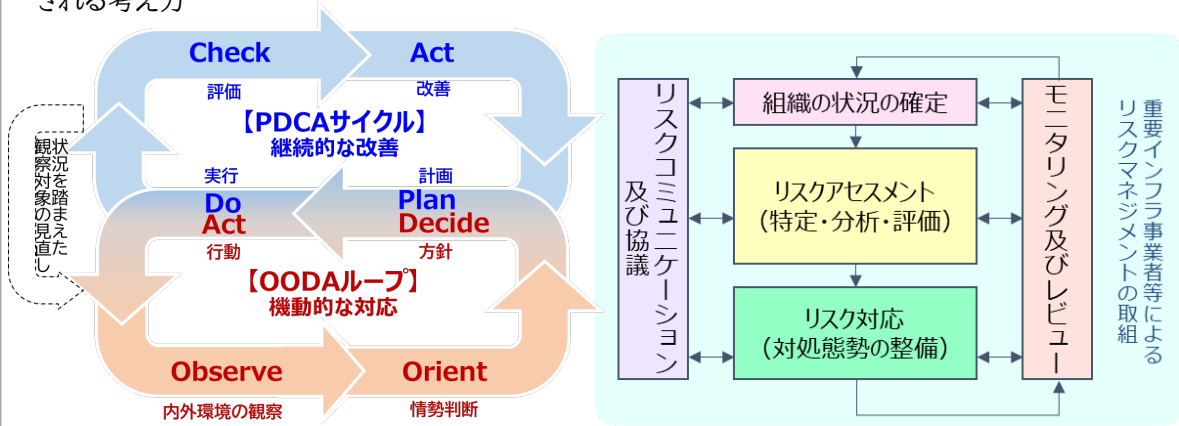 される考え方
Check
評価
Act
改善
【PDCAサイクル】
継続的な改善
実行
Do
Act
行動
計画
Plan
Decide
方針
【OODAループ】
機動的な対応
Observe
内外環境の観察
Orient
情勢判断
状況を踏まえた
観察対象の見直し
リスクコミュニケーション
及び協議
組織の状況の確定
リスクアセスメント
（特定・分析・評価）
リスク対応
（対処態勢の整備）
モニタリング及びレビュー
重要インフラ事業者等による
リスクマネジメントの取組